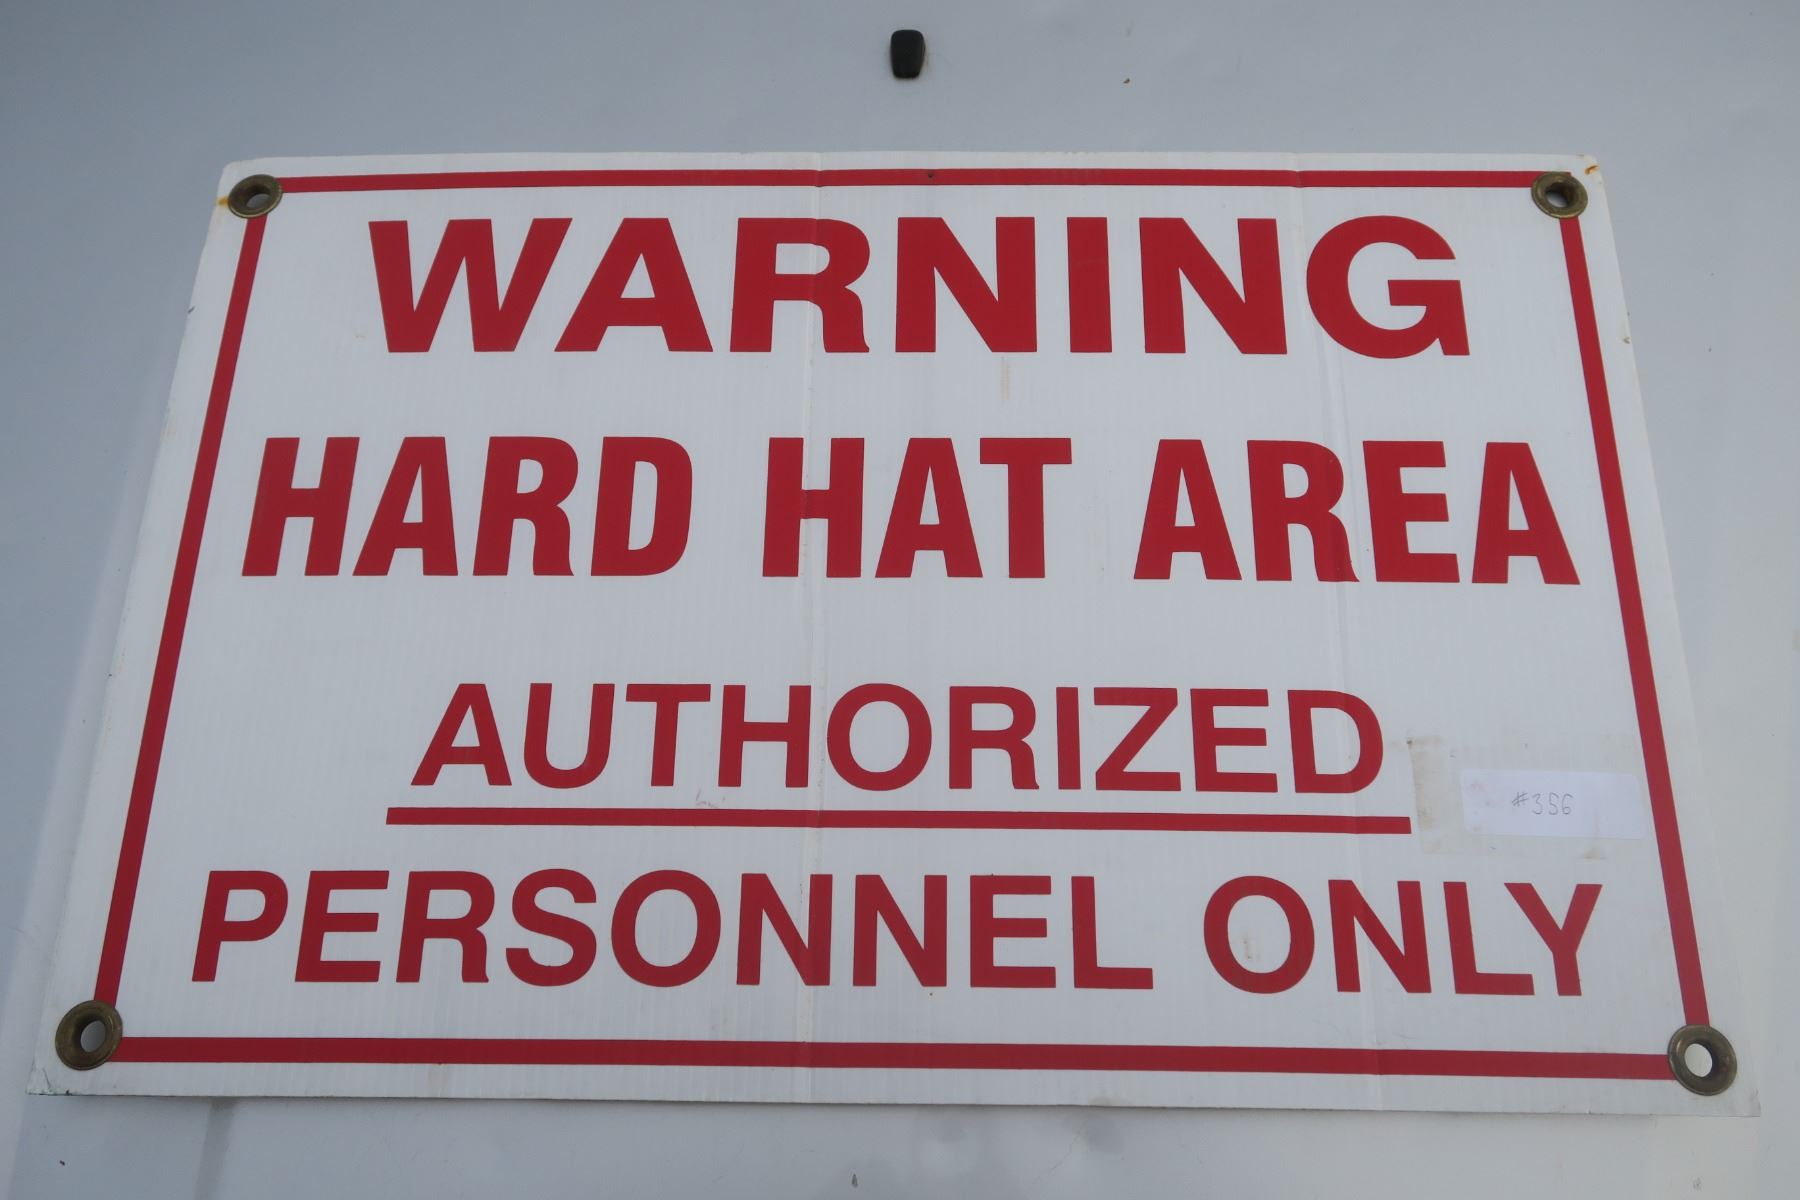 WARNING
HARD HAT AREA
AUTHORIZED
#356
PERSONNEL ONLY